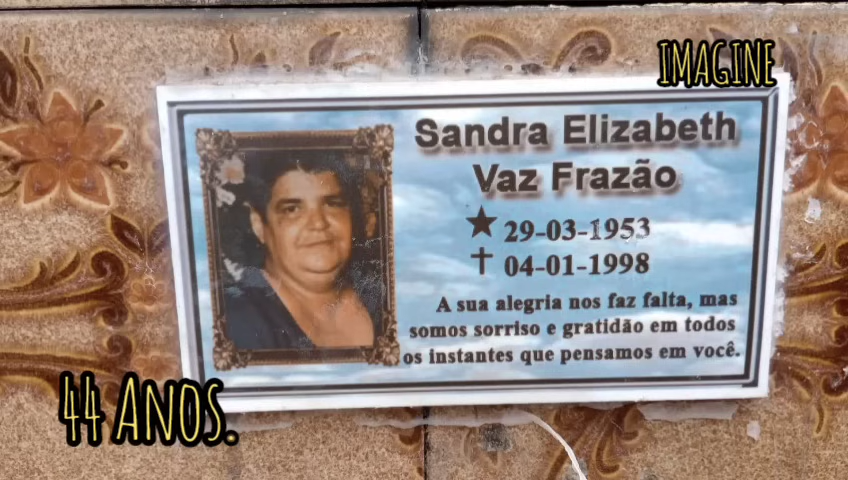 IMAGINE
Sandra Elizabeth
Vaz Frazão
★ 29-03-1953
✝ 04-01-1998
A sua alegria nos faz falta, mas
somos sorriso e gratidão em todos
os instantes que pensamos em você.
44 Anos.